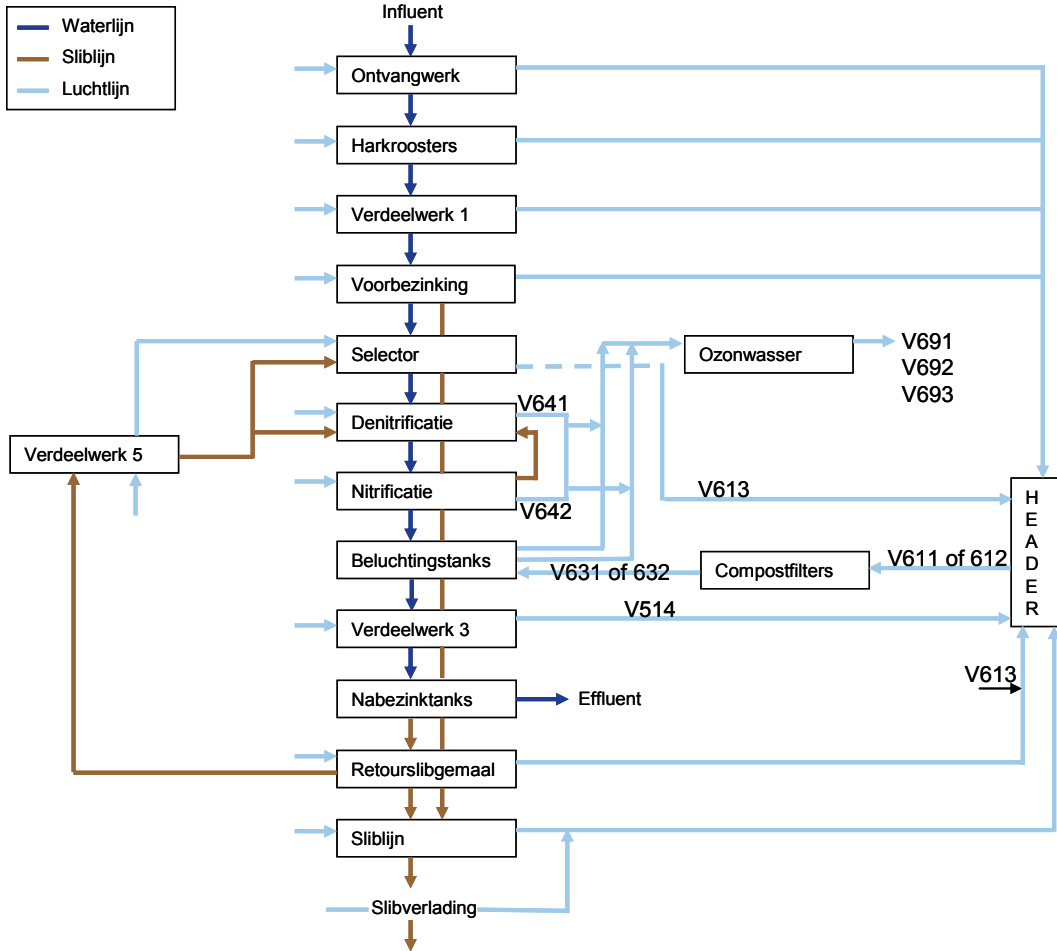 Influent
Waterlijn
Sliblijn
Luchtlijn
Ontvangwerk
Harkroosters
Verdeelwerk 1
Voorbezinking
Selector
Ozonwasser
V691
V692
V693
V641
Denitrificatie
Verdeelwerk 5
Nitrificatie
V642
V613
H
E
A
D
E
R
Beluchtingstanks
V631 of 632
Compostfilters
V611 of 612
V514
Verdeelwerk 3
V613
Nabezinktanks
Effluent
Retourslibgemaal
Sliblijn
Slibverlading